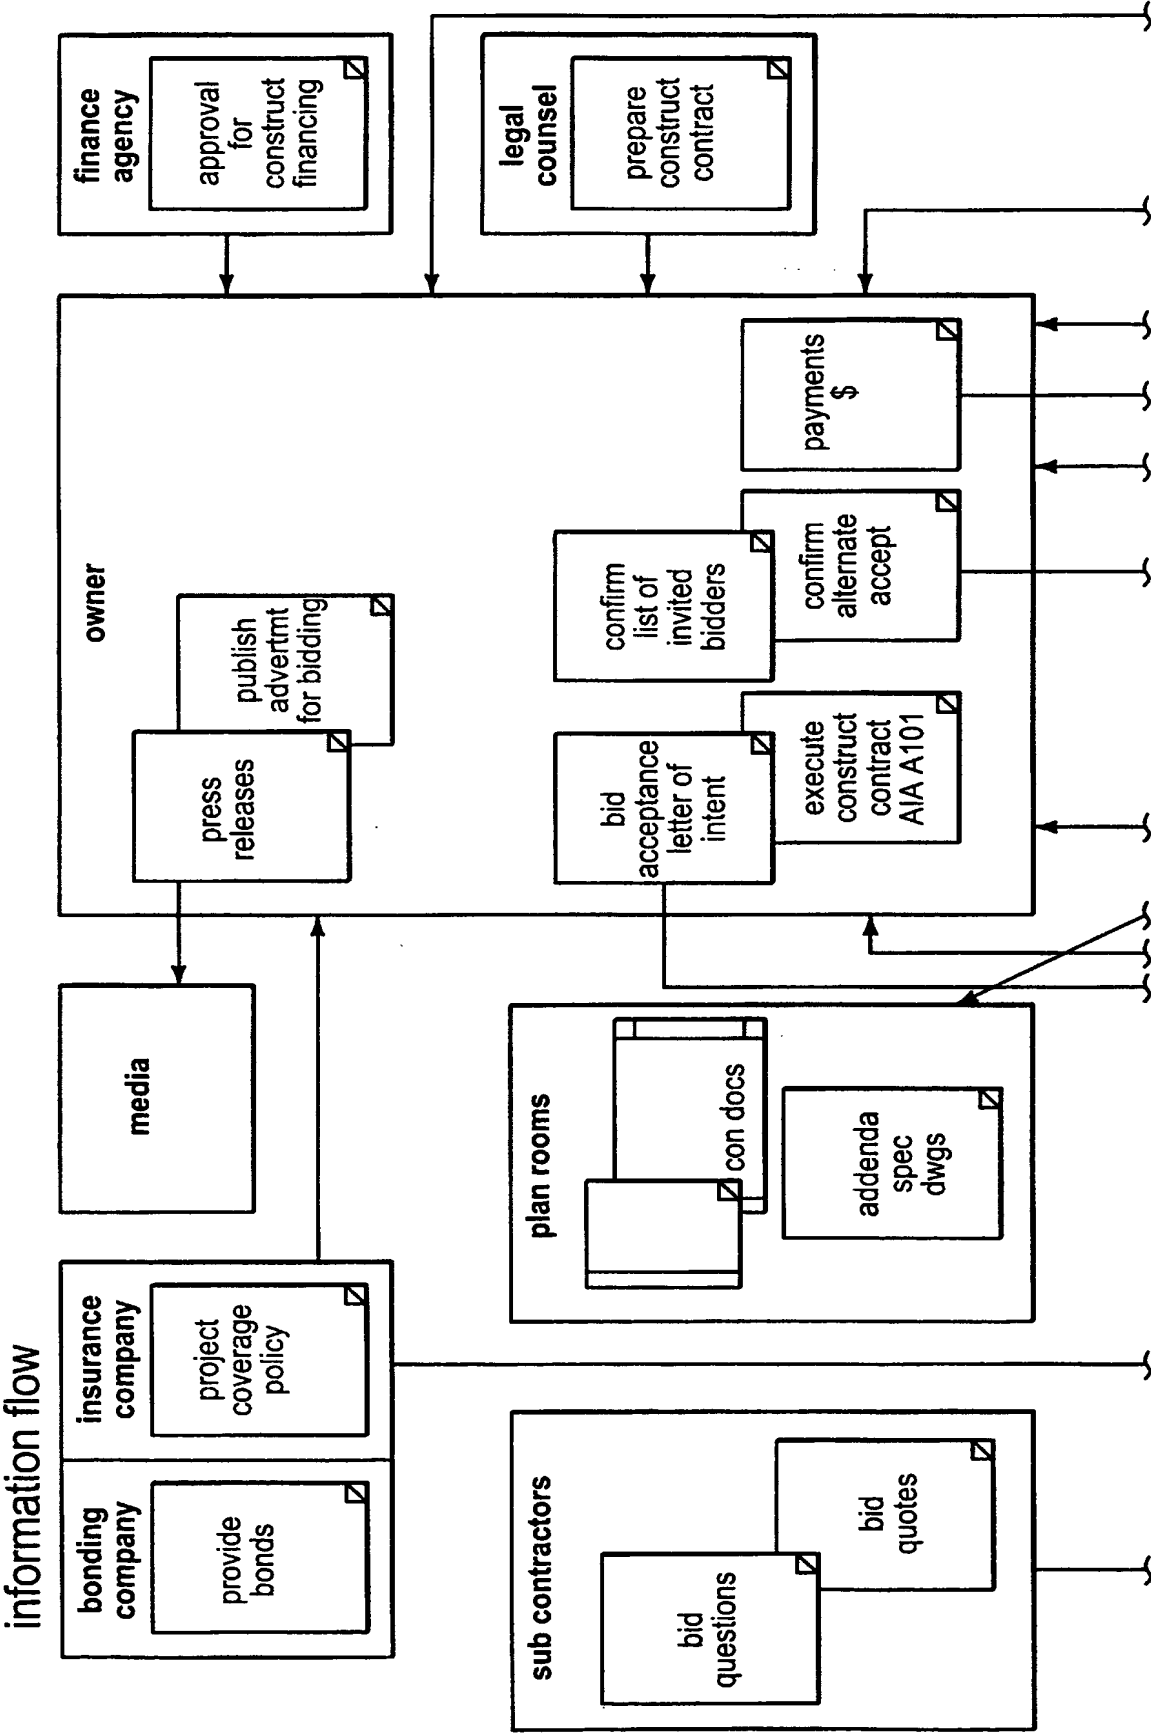 information flow
bonding
company
provide
bonds
insurance
company
project
coverage
policy
media
owner
press
releases
publish
advertmt
for bidding
finance
agency
approval
for
construct
financing
sub contractors
bid
questions
bid
quotes
plan rooms
con docs
addenda
spec
dwgs
bid
acceptance
letter of
intent
execute
construct
contract
AIA A101
confirm
list of
invited
bidders
confirm
alternate
accept
payments
$
legal
counsel
prepare
construct
contract